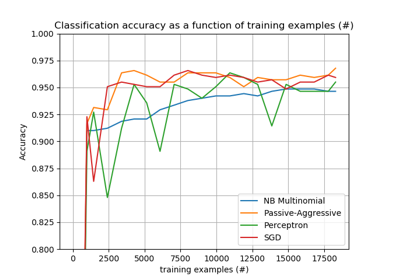 Classification accuracy as a function of training examples (#)
1.000
0.975
0.950
0.925
0.900
0.875
0.850
0.825
0.800
Accuracy
NB Multinomial
Passive-Aggressive
Perceptron
SGD
0 2500 5000 7500 10000 12500 15000 17500
training examples (#)